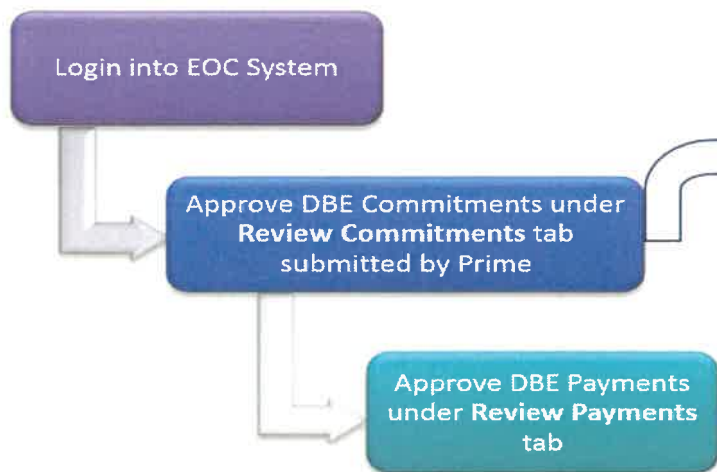 Login into EOC System
Approve DBE Commitments under
Review Commitments tab
submitted by Prime
Approve DBE Payments
under Review Payments
tab